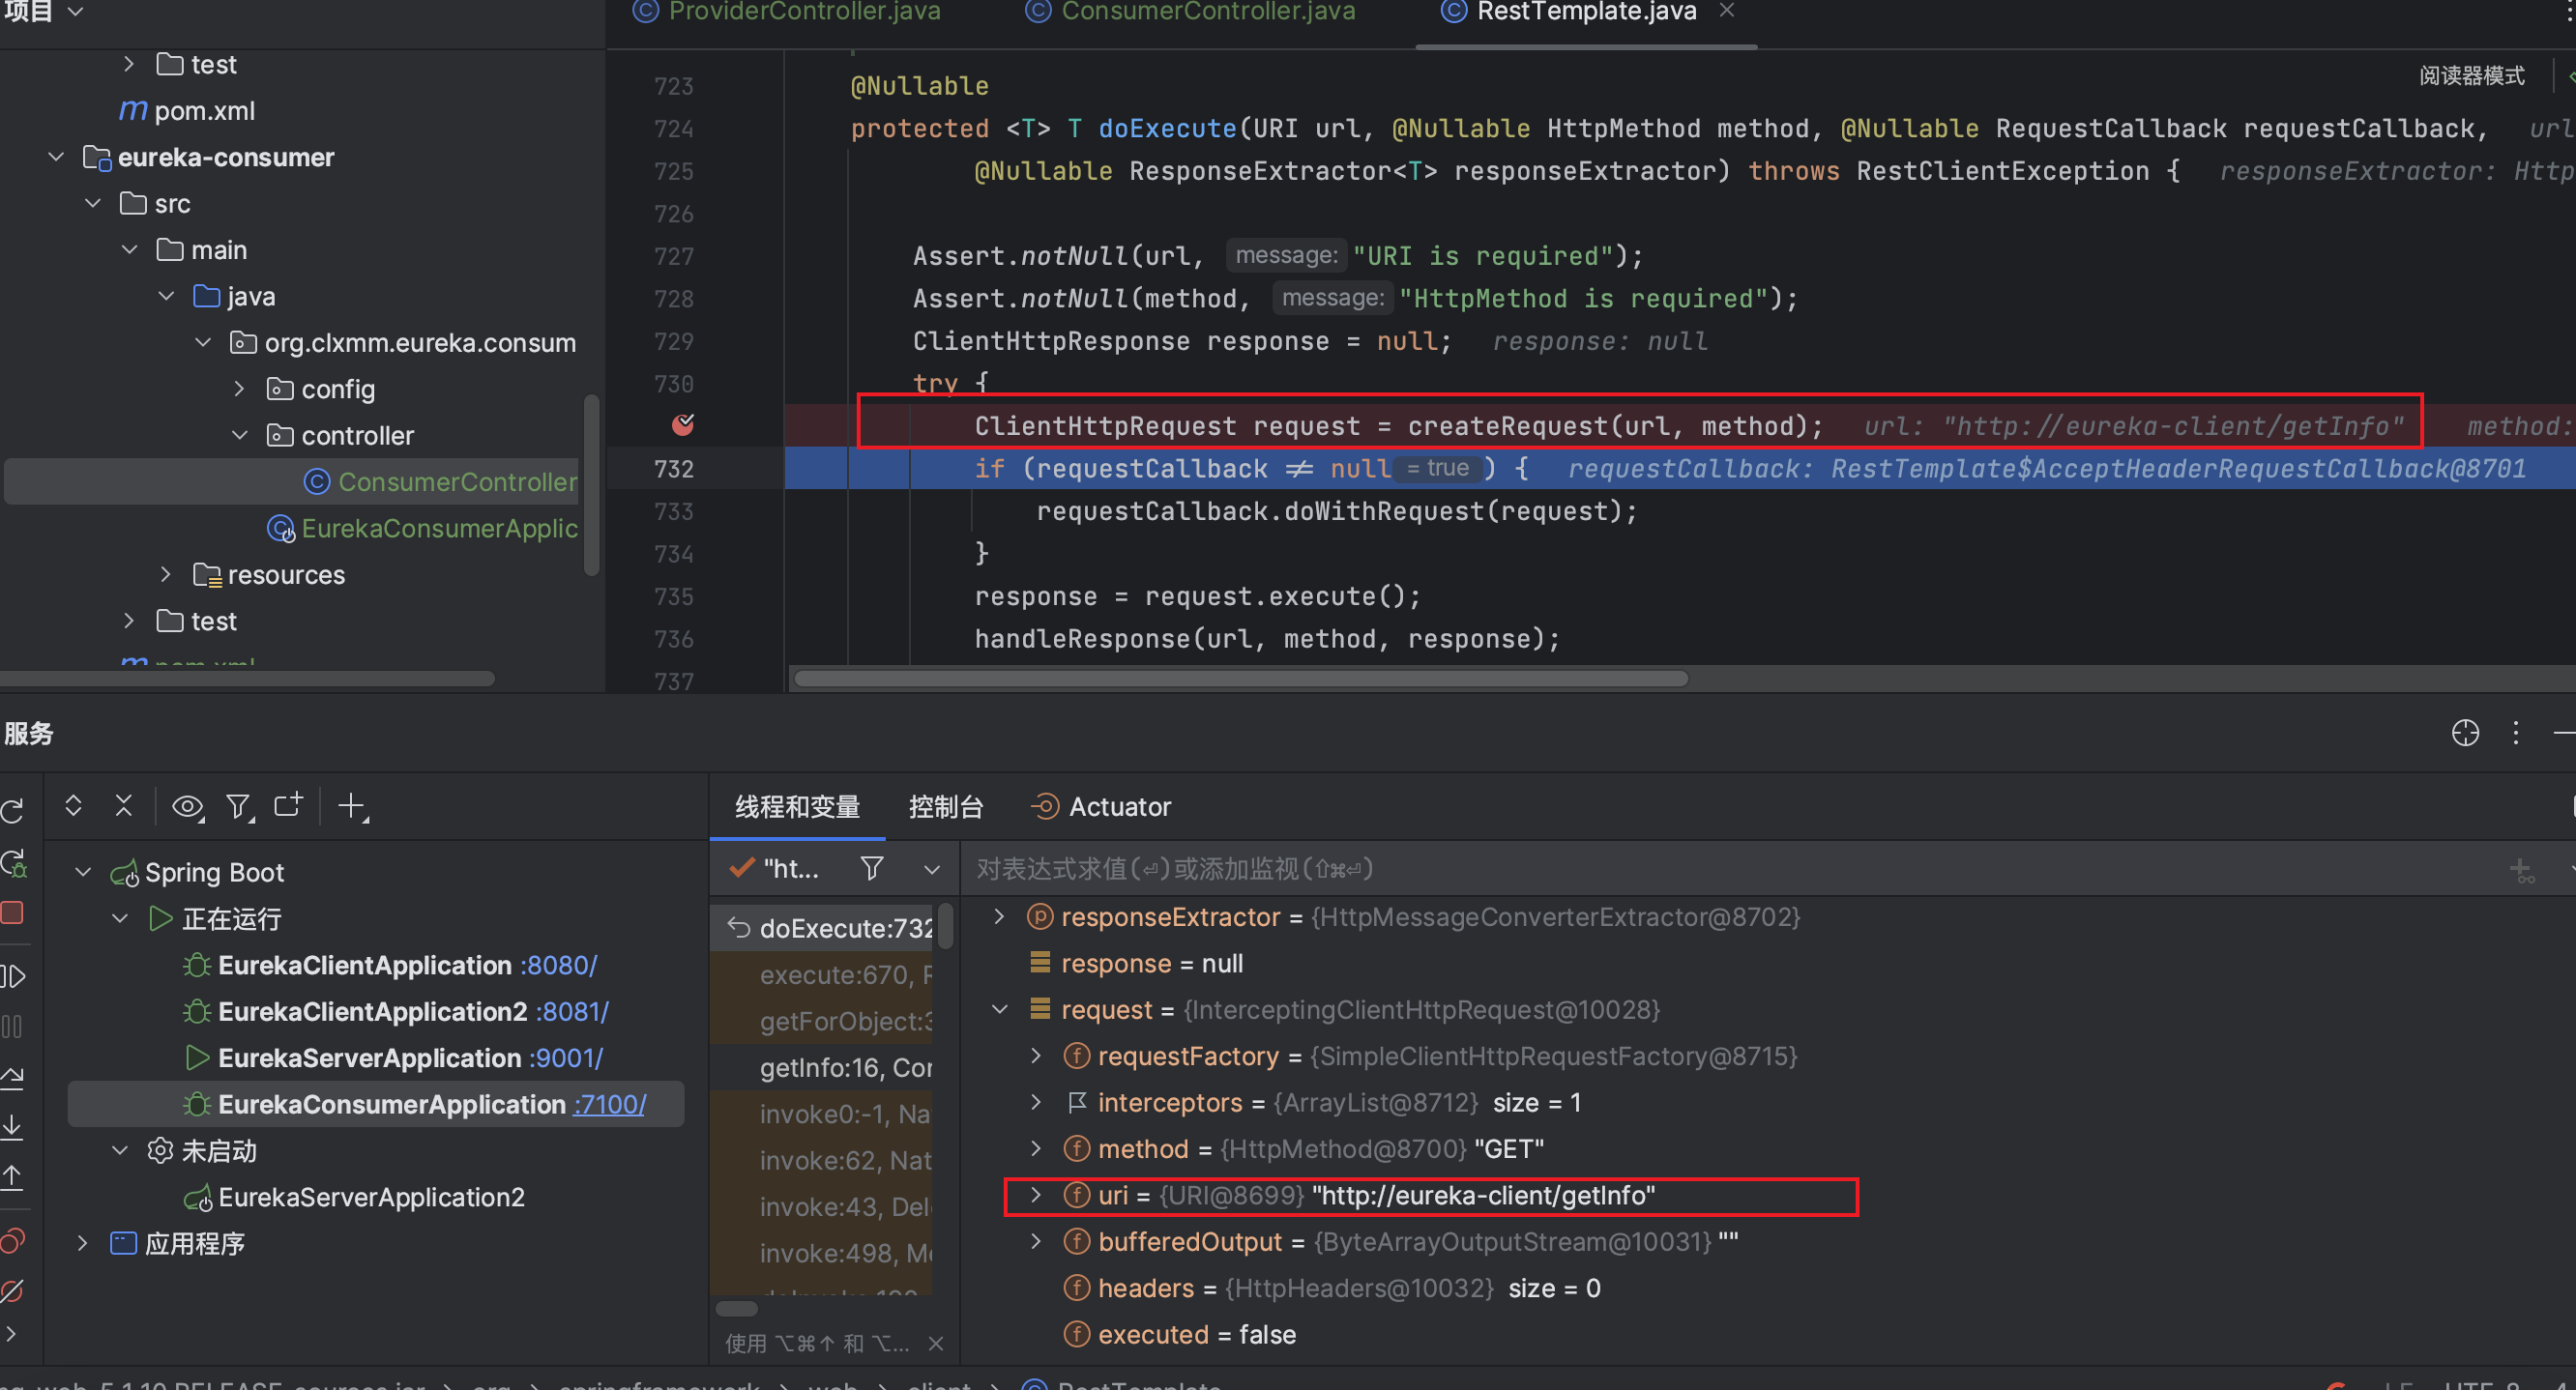 项目
test
pom.xml
eureka-consumer
src
main
java
org.clxmm.eureka.consum
config
controller
ConsumerController
EurekaConsumerApplic
resources
test
pom.xml
ProviderController.java
ConsumerController.java
RestTemplate.java
阅读器模式
723 @Nullable
724 protected <T> T doExecute(URI url, @Nullable HttpMethod method, @Nullable RequestCallback requestCallback, url
725 @Nullable ResponseExtractor<T> responseExtractor) throws RestClientException { responseExtractor: Http
726
727 Assert.notNull(url, message: "URI is required");
728 Assert.notNull(method, message: "HttpMethod is required");
729 ClientHttpResponse response = null; response: null
730 try {
ClientHttpRequest request = createRequest(url, method); url: "http://eureka-client/getInfo" method:
732 if (requestCallback ≠ null = true ) { requestCallback: RestTemplate$AcceptHeaderRequestCallback@8701
733 requestCallback.doWithRequest(request);
734 }
735 response = request.execute();
736 handleResponse(url, method, response);
737
服务
Spring Boot
正在运行
EurekaClientApplication :8080/
EurekaClientApplication2 :8081/
EurekaServerApplication :9001/
EurekaConsumerApplication :7100/
未启动
EurekaServerApplication2
应用程序
线程和变量 控制台 Actuator
"ht...
doExecute:732
execute:670, R
getForObject:3
getInfo:16, Con
invoke0:-1, Na
invoke:62, Nat
invoke:43, Del
invoke:498, Me
使用 ⌥⌘↑ 和 ⌥...
对表达式求值(⏎)或添加监视(⇧⌘⏎)
responseExtractor = {HttpMessageConverterExtractor@8702}
response = null
request = {InterceptingClientHttpRequest@10028}
requestFactory = {SimpleClientHttpRequestFactory@8715}
interceptors = {ArrayList@8712} size = 1
method = {HttpMethod@8700} "GET"
uri = {URI@8699} "http://eureka-client/getInfo"
bufferedOutput = {ByteArrayOutputStream@10031} ""
headers = {HttpHeaders@10032} size = 0
executed = false
ng-web-5.1.10.RELEASE-sources.jar org springframework web client RestTemplate
LF UTF-8